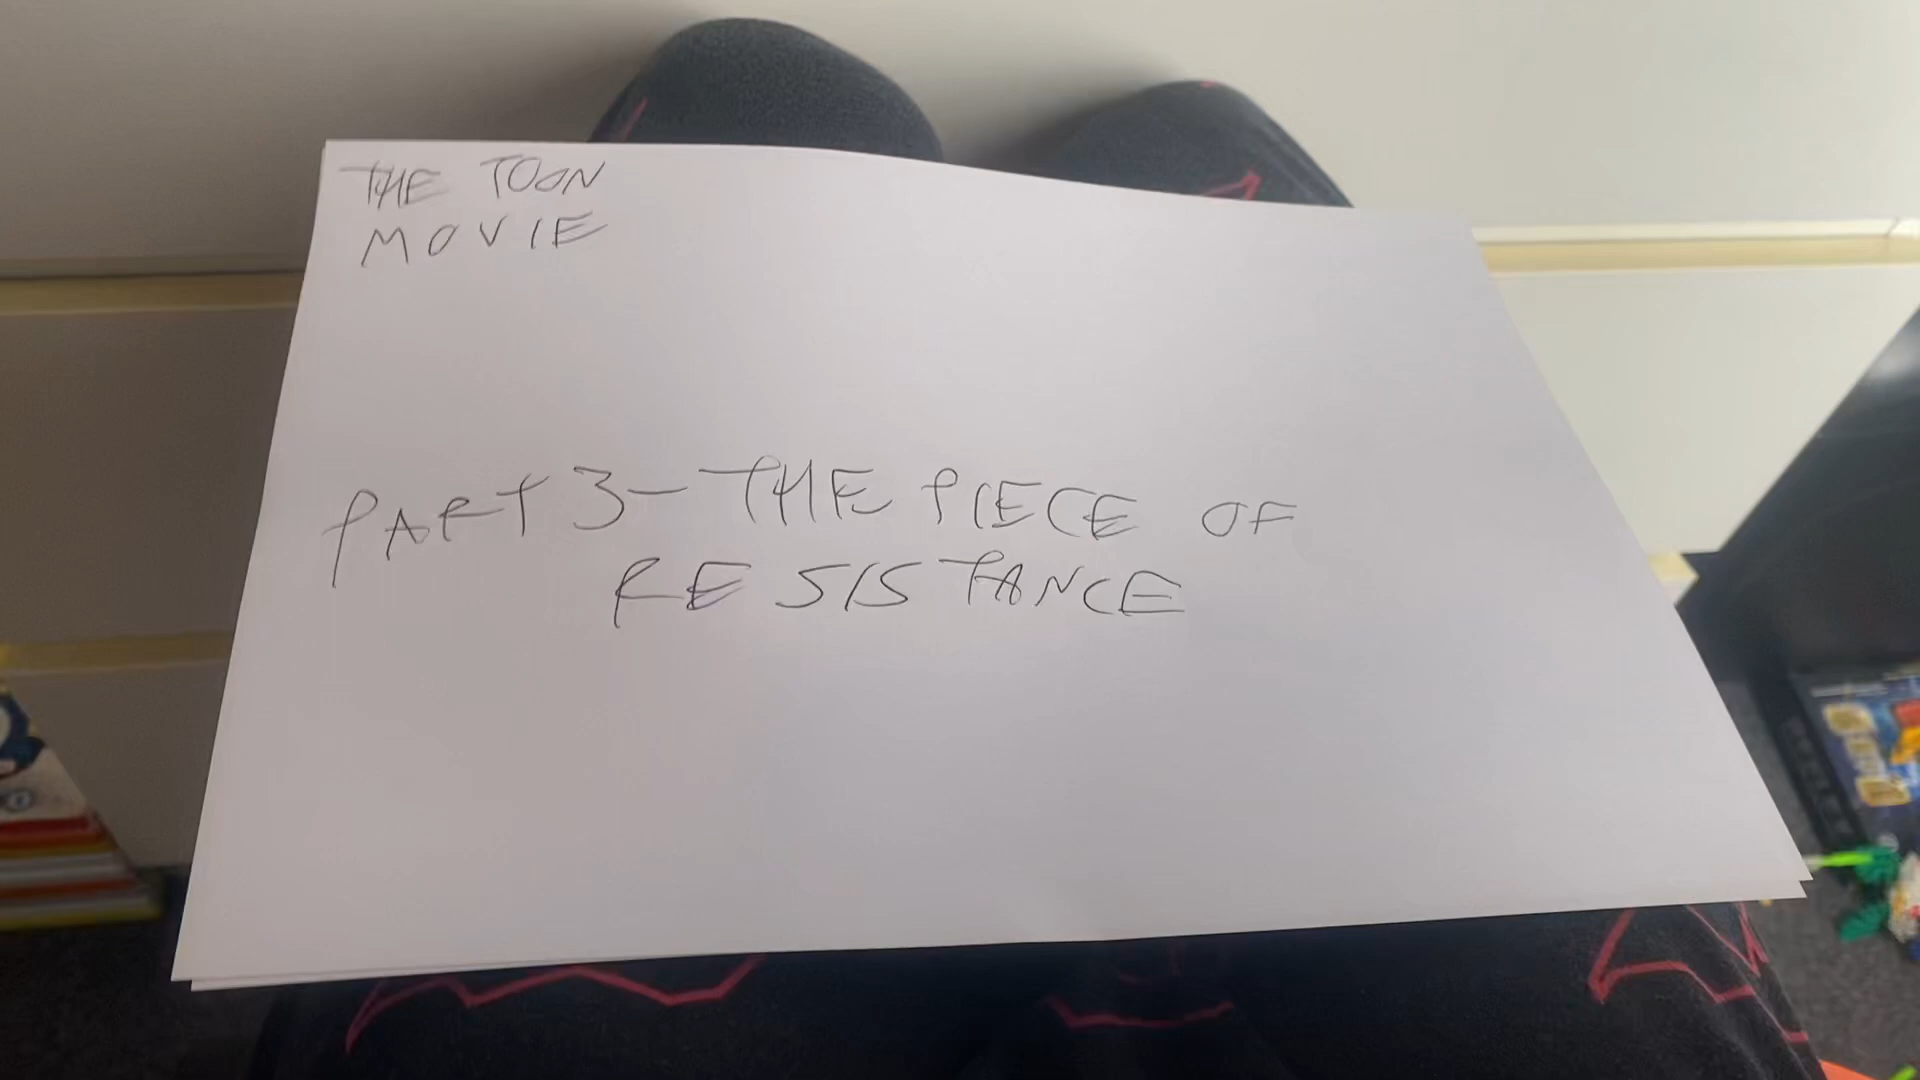 THE TOON
MOVIE
PART 3- THE PIECE OF
RESISTANCE